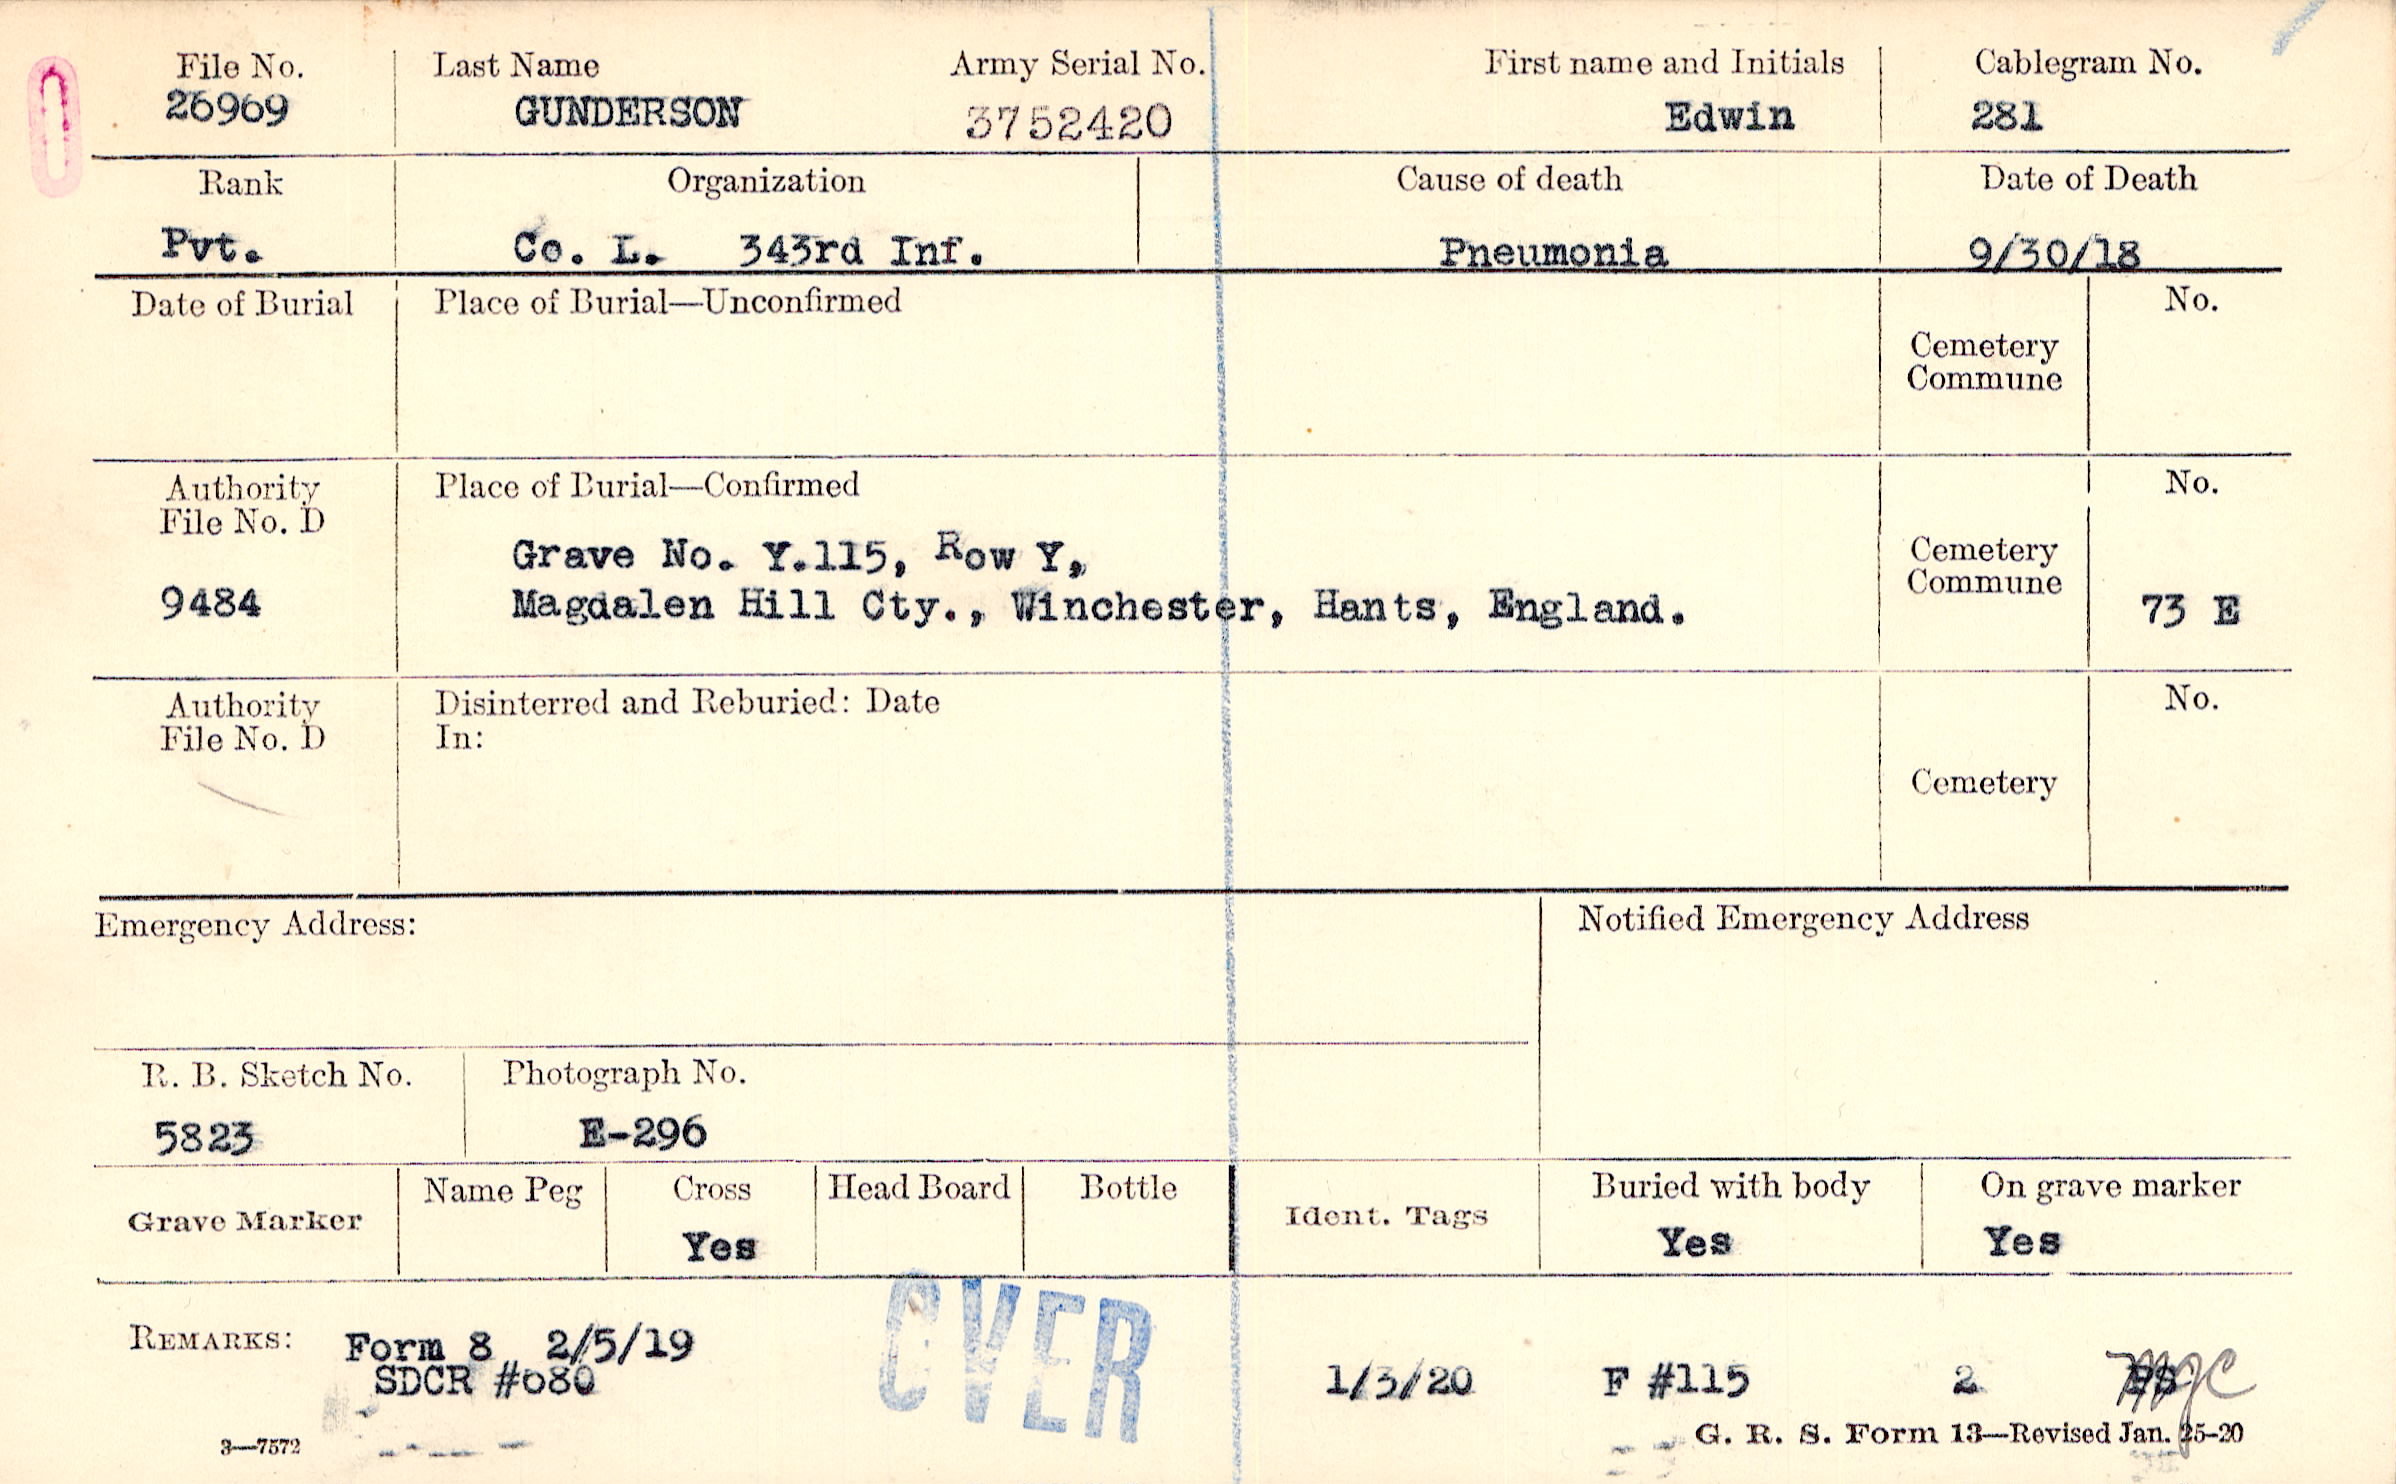 File No. Last Name Army Serial No. First name and Initials Cablegram No.
26969 GUNDERSON 3752420 Edwin 281
Rank Organization Cause of death Date of Death
Pvt. Co. L. 343rd Inf. Pneumonia 9/30/18
Date of Burial Place of Burial—Unconfirmed No.
Cemetery
Commune
Authority Place of Burial—Confirmed No.
File No. D
Grave No. Y.115, Row Y, Cemetery
Commune
9484 Magdalen Hill Cty., Winchester, Hants, England. 73 E
Authority Disinterred and Reburied: Date No.
File No. D In:
Cemetery
Emergency Address: Notified Emergency Address
R. B. Sketch No. Photograph No.
5823 E-296
Grave Marker Name Peg Cross Head Board Bottle Ident. Tags Buried with body On grave marker
Yes Yes Yes
REMARKS: Form 8 2/5/19
SDCR #680 1/3/20 F #115 2
OVER
3—7572 G. R. S. Form 13—Revised Jan. 25-20